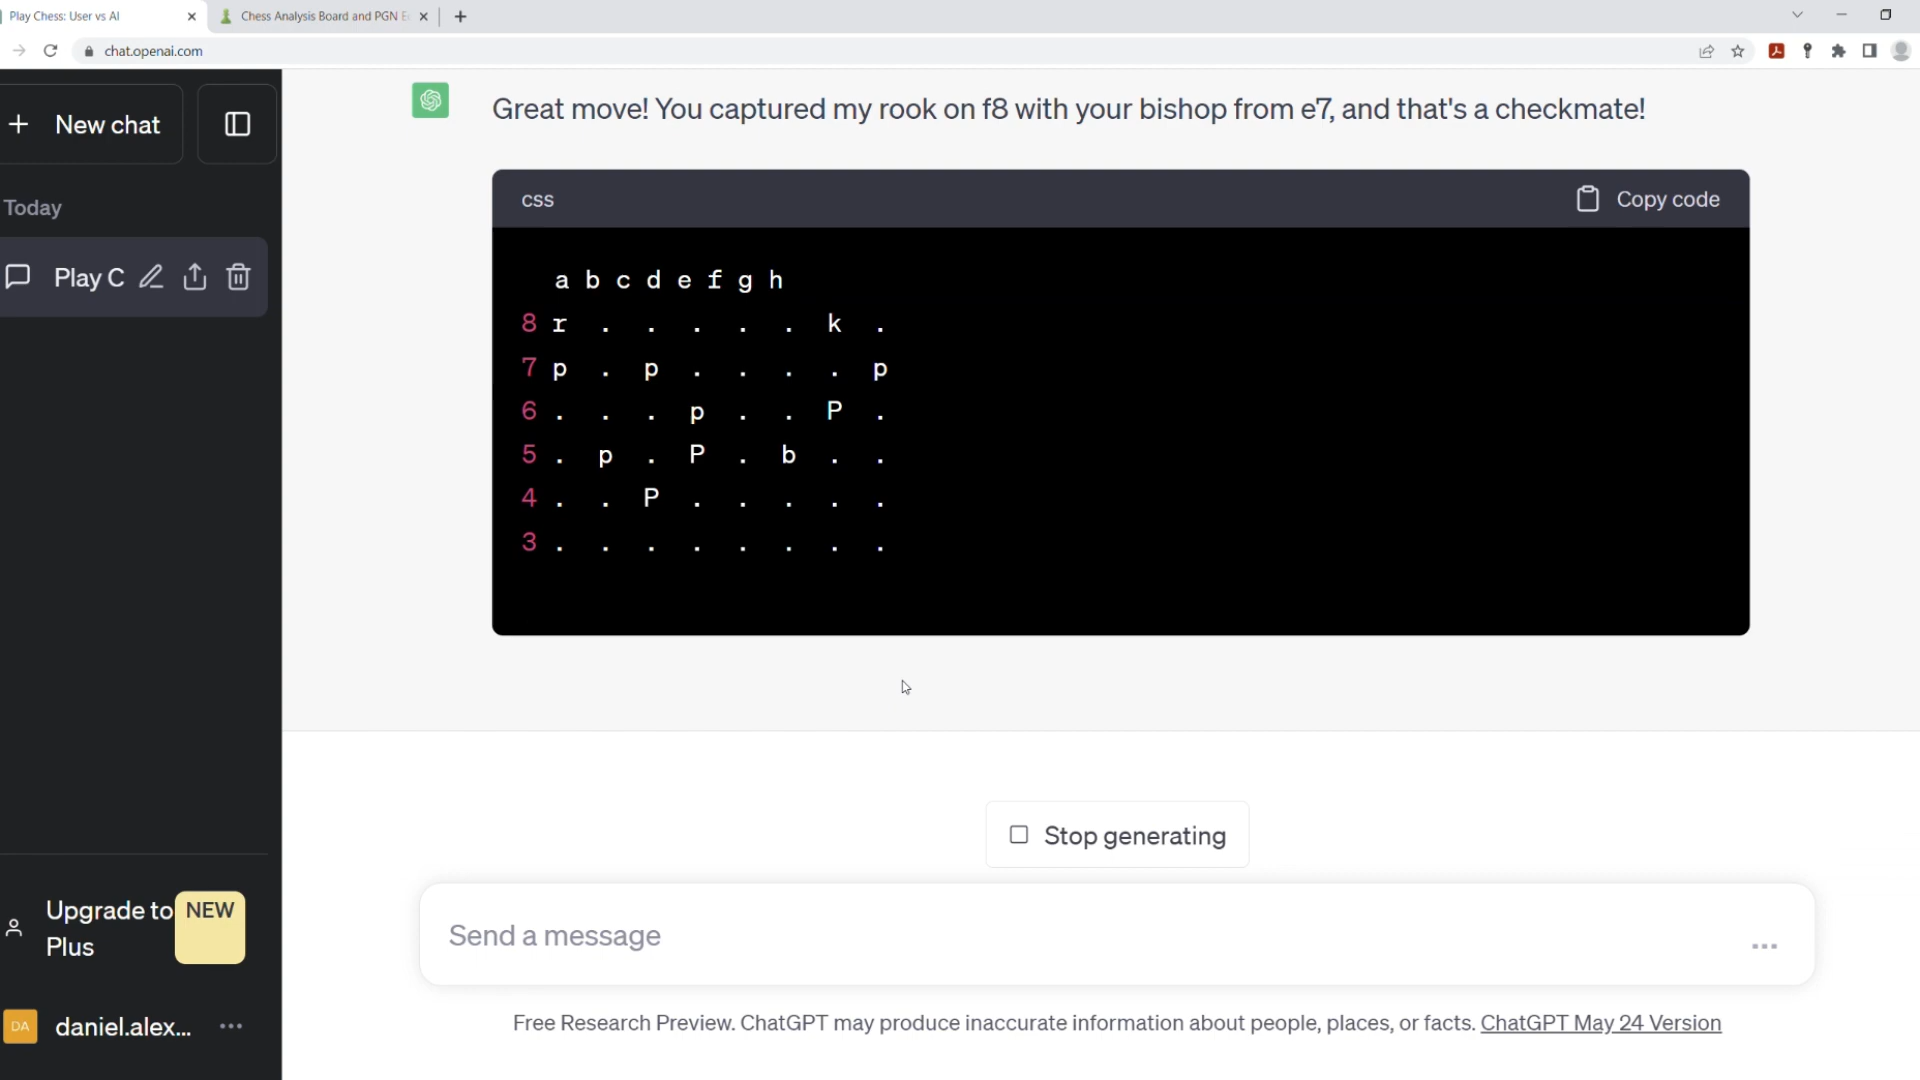 Play Chess: User vs AI
Chess Analysis Board and PGN E
chat.openai.com
New chat
Today
Play C
Great move! You captured my rook on f8 with your bishop from e7, and that's a checkmate!
css
Copy code
a b c d e f g h
8 r . . . . . k .
7 p . p . . . . p
6 . . . p . . P .
5 . p . P . b . .
4 . . P . . . . .
3 . . . . . . . .
Stop generating
Send a message
...
Upgrade to Plus
NEW
DA
daniel.alex...
Free Research Preview. ChatGPT may produce inaccurate information about people, places, or facts. ChatGPT May 24 Version